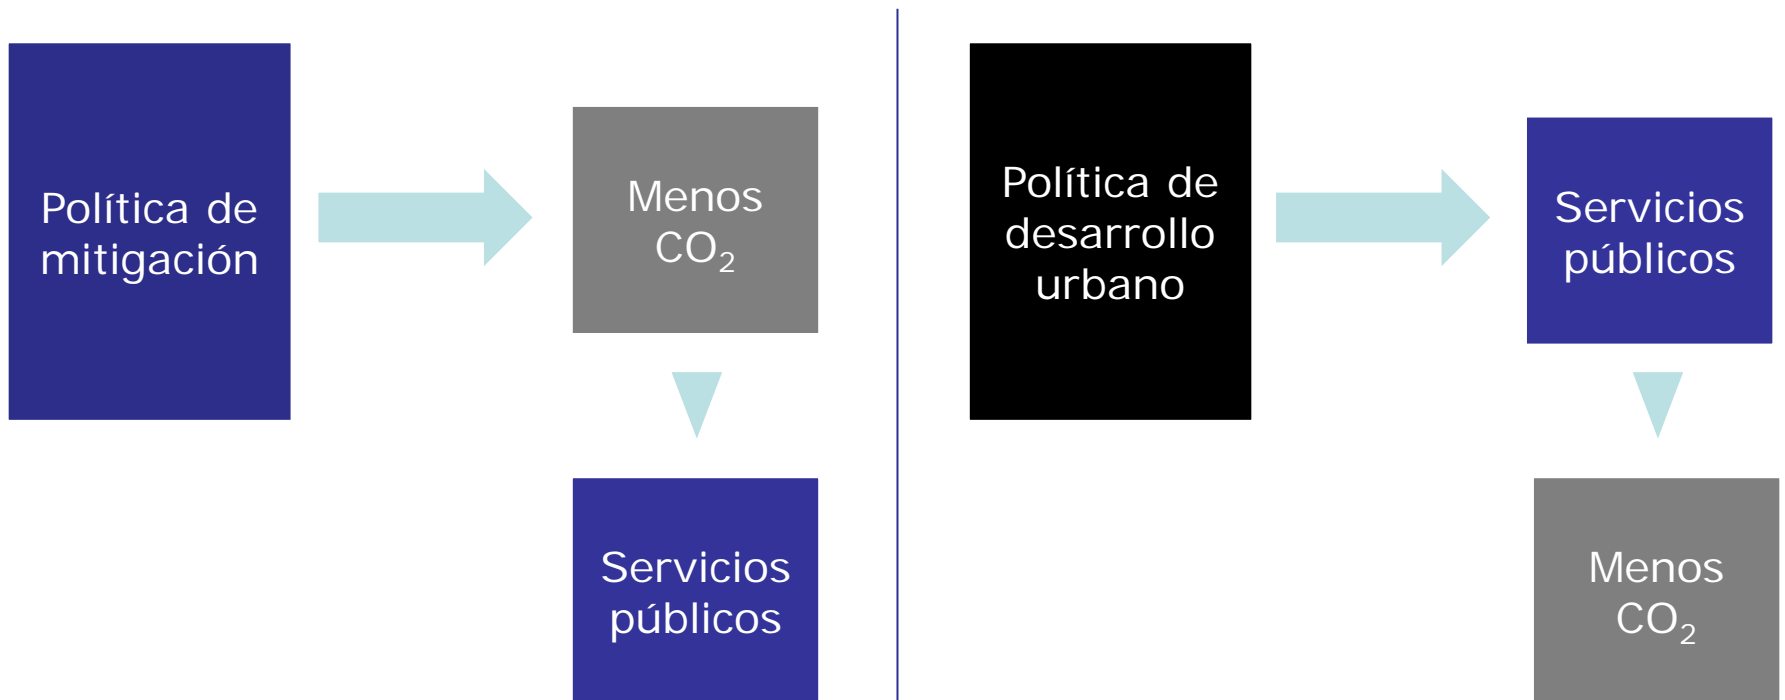 Política de
mitigación
Menos
CO₂
Servicios
públicos
Política de
desarrollo
urbano
Servicios
públicos
Menos
CO₂